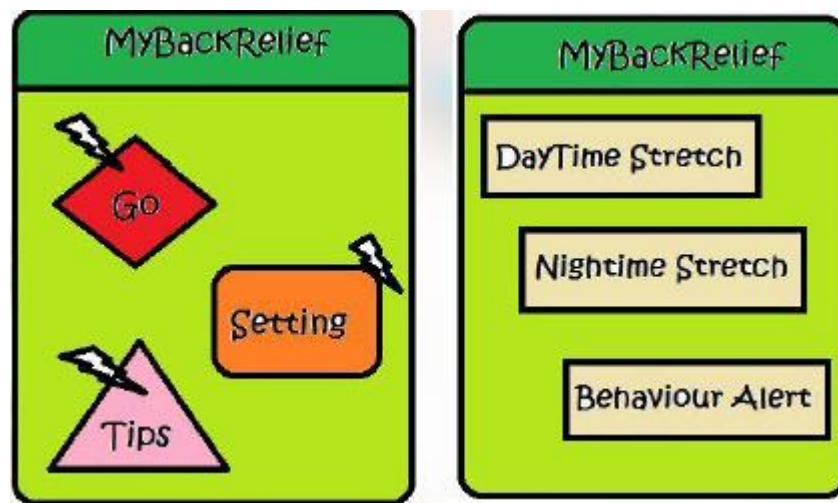 MyBackRelief
Go
Setting
Tips
MyBackRelief
DayTime Stretch
Nightime Stretch
Behaviour Alert